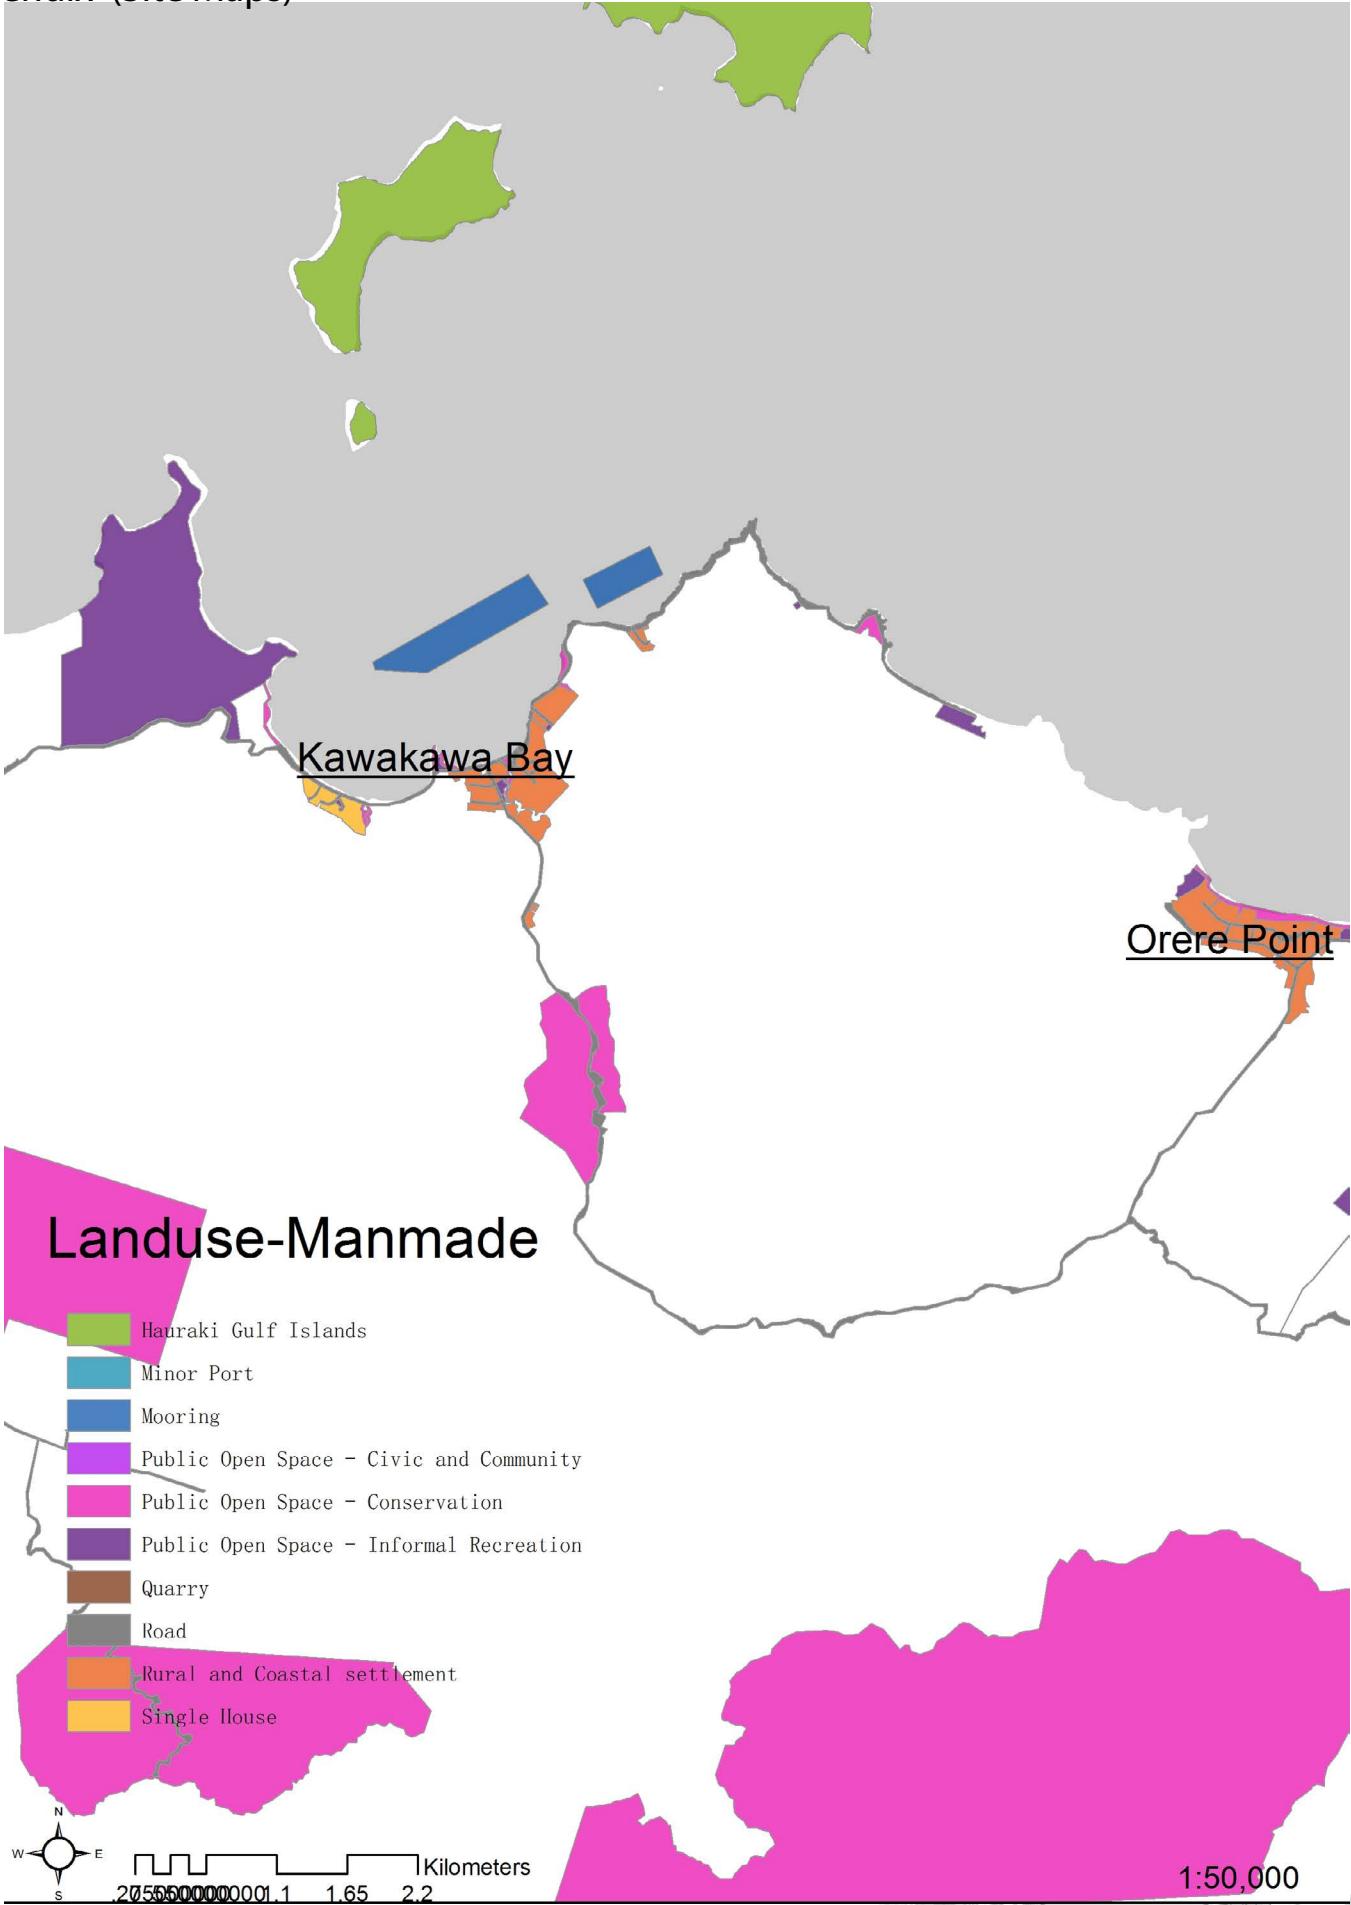 (Site maps)
Kawakawa Bay
Orere Point
Landuse-Manmade
Hauraki Gulf Islands
Minor Port
Mooring
Public Open Space - Civic and Community
Public Open Space - Conservation
Public Open Space - Informal Recreation
Quarry
Road
Rural and Coastal settlement
Single House
N
W E
S
Kilometers
1.1 1.65 2.2
1:50,000